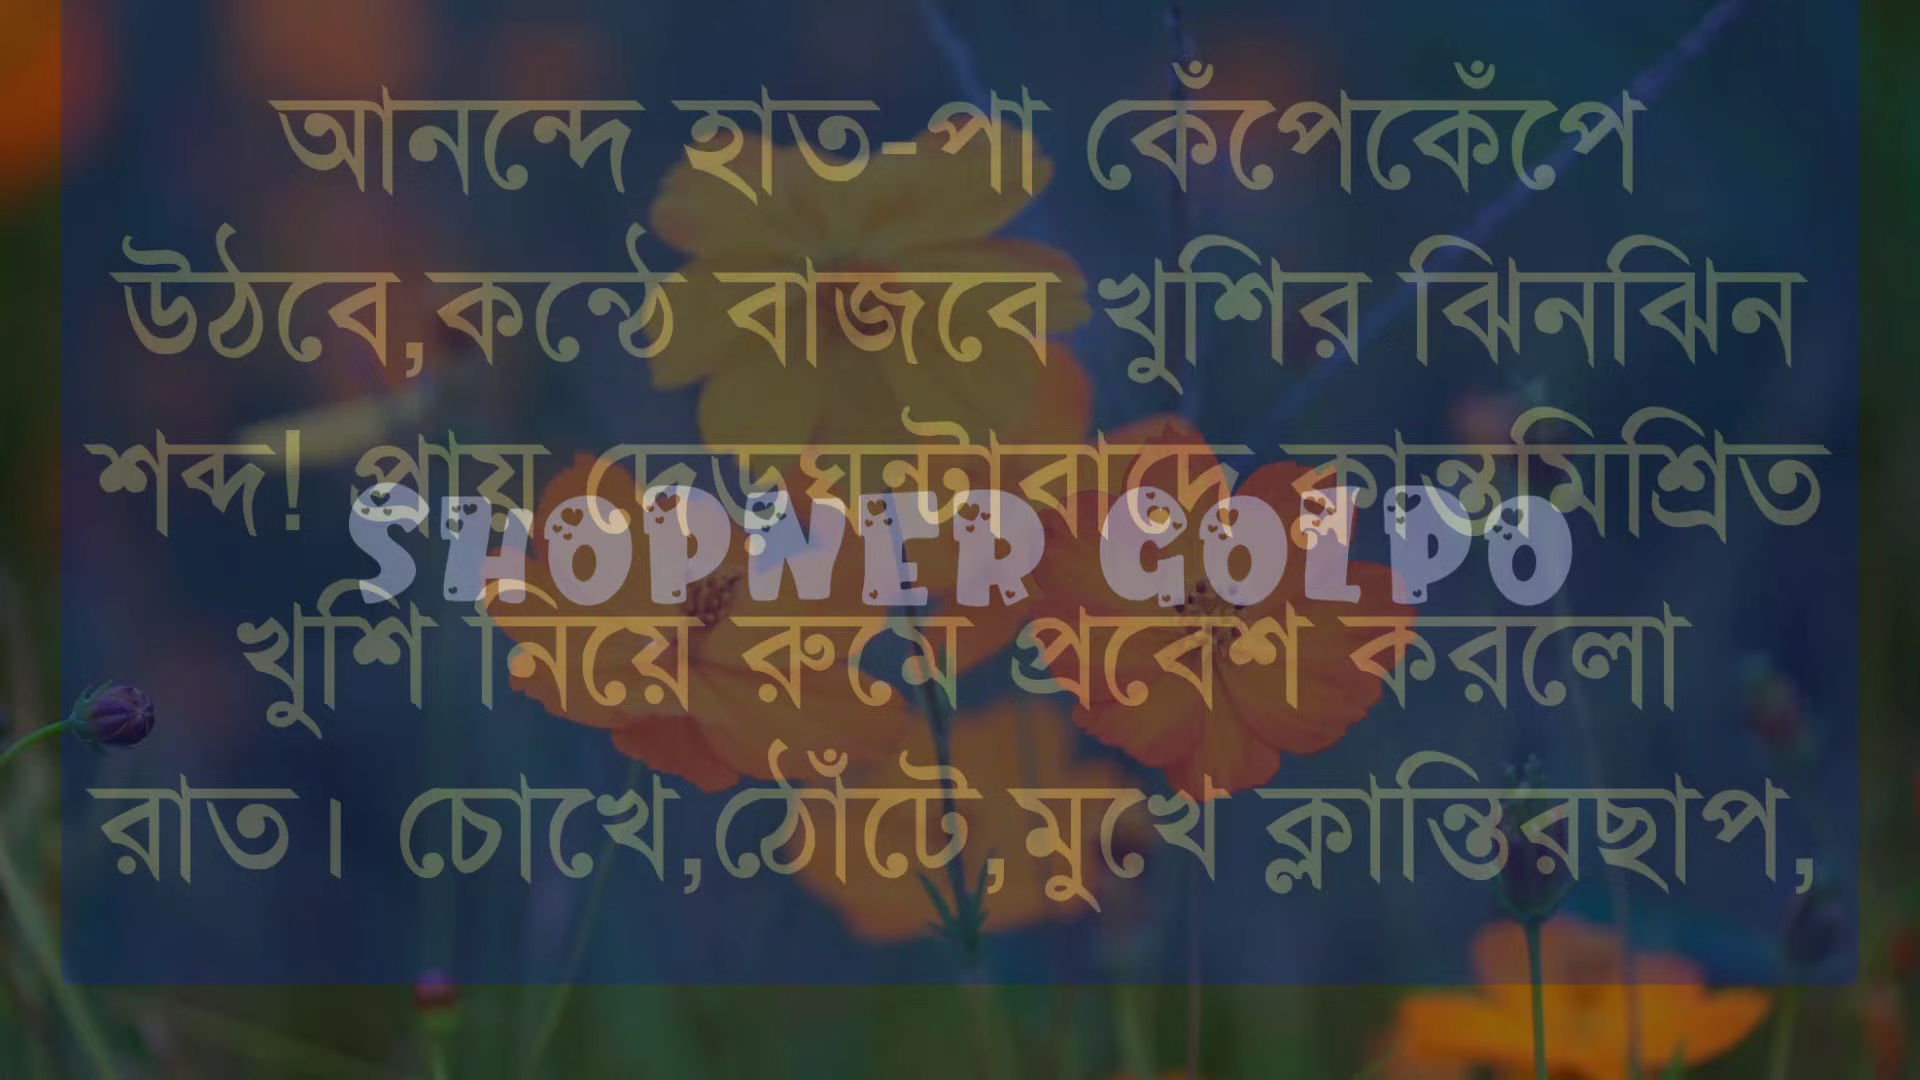 আনন্দে হাত-পা কেঁপেকেঁপে
উঠবে,কন্ঠে বাজবে খুশির ঝিনঝিন
শব্দ! প্রায় দেড়ঘন্টাবাদে ক্লান্তমিশ্রিত
SHOPNER GOLPO
খুশি নিয়ে রুমে প্রবেশ করলো
রাত। চোখে,ঠোঁটে,মুখে ক্লান্তিরছাপ,